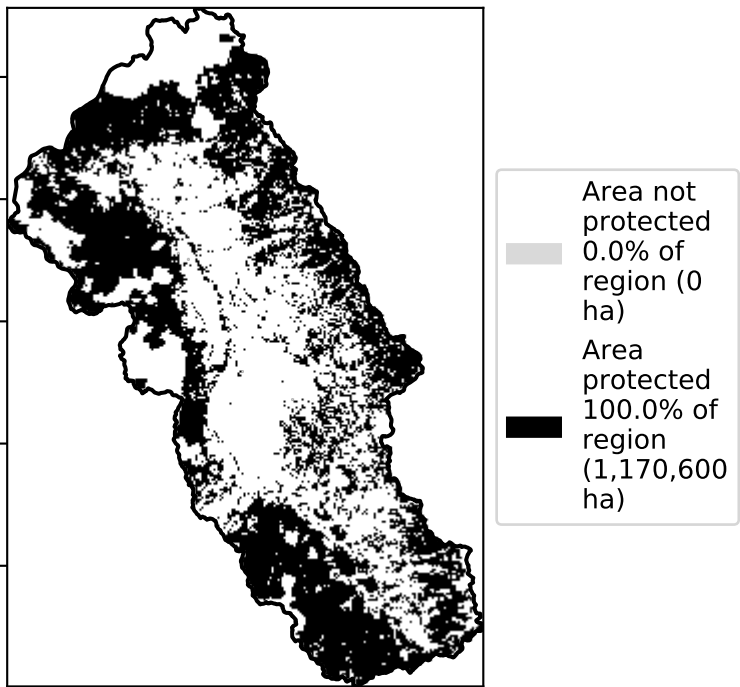 Area not
protected
0.0% of
region (0
ha)
Area
protected
100.0% of
region
(1,170,600
ha)